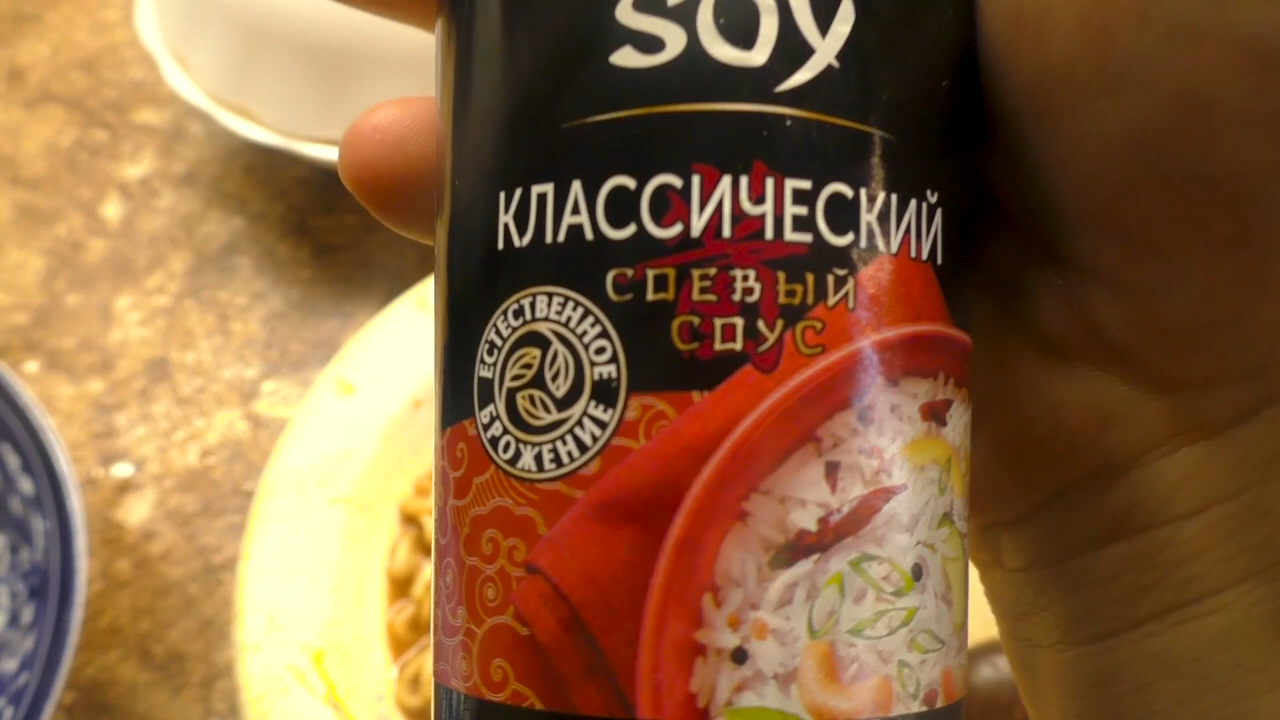 SOY
КЛАССИЧЕСКИЙ
СОЕВЫЙ
СОУС
ЕСТЕСТВЕННОЕ
БРОЖЕНИЕ